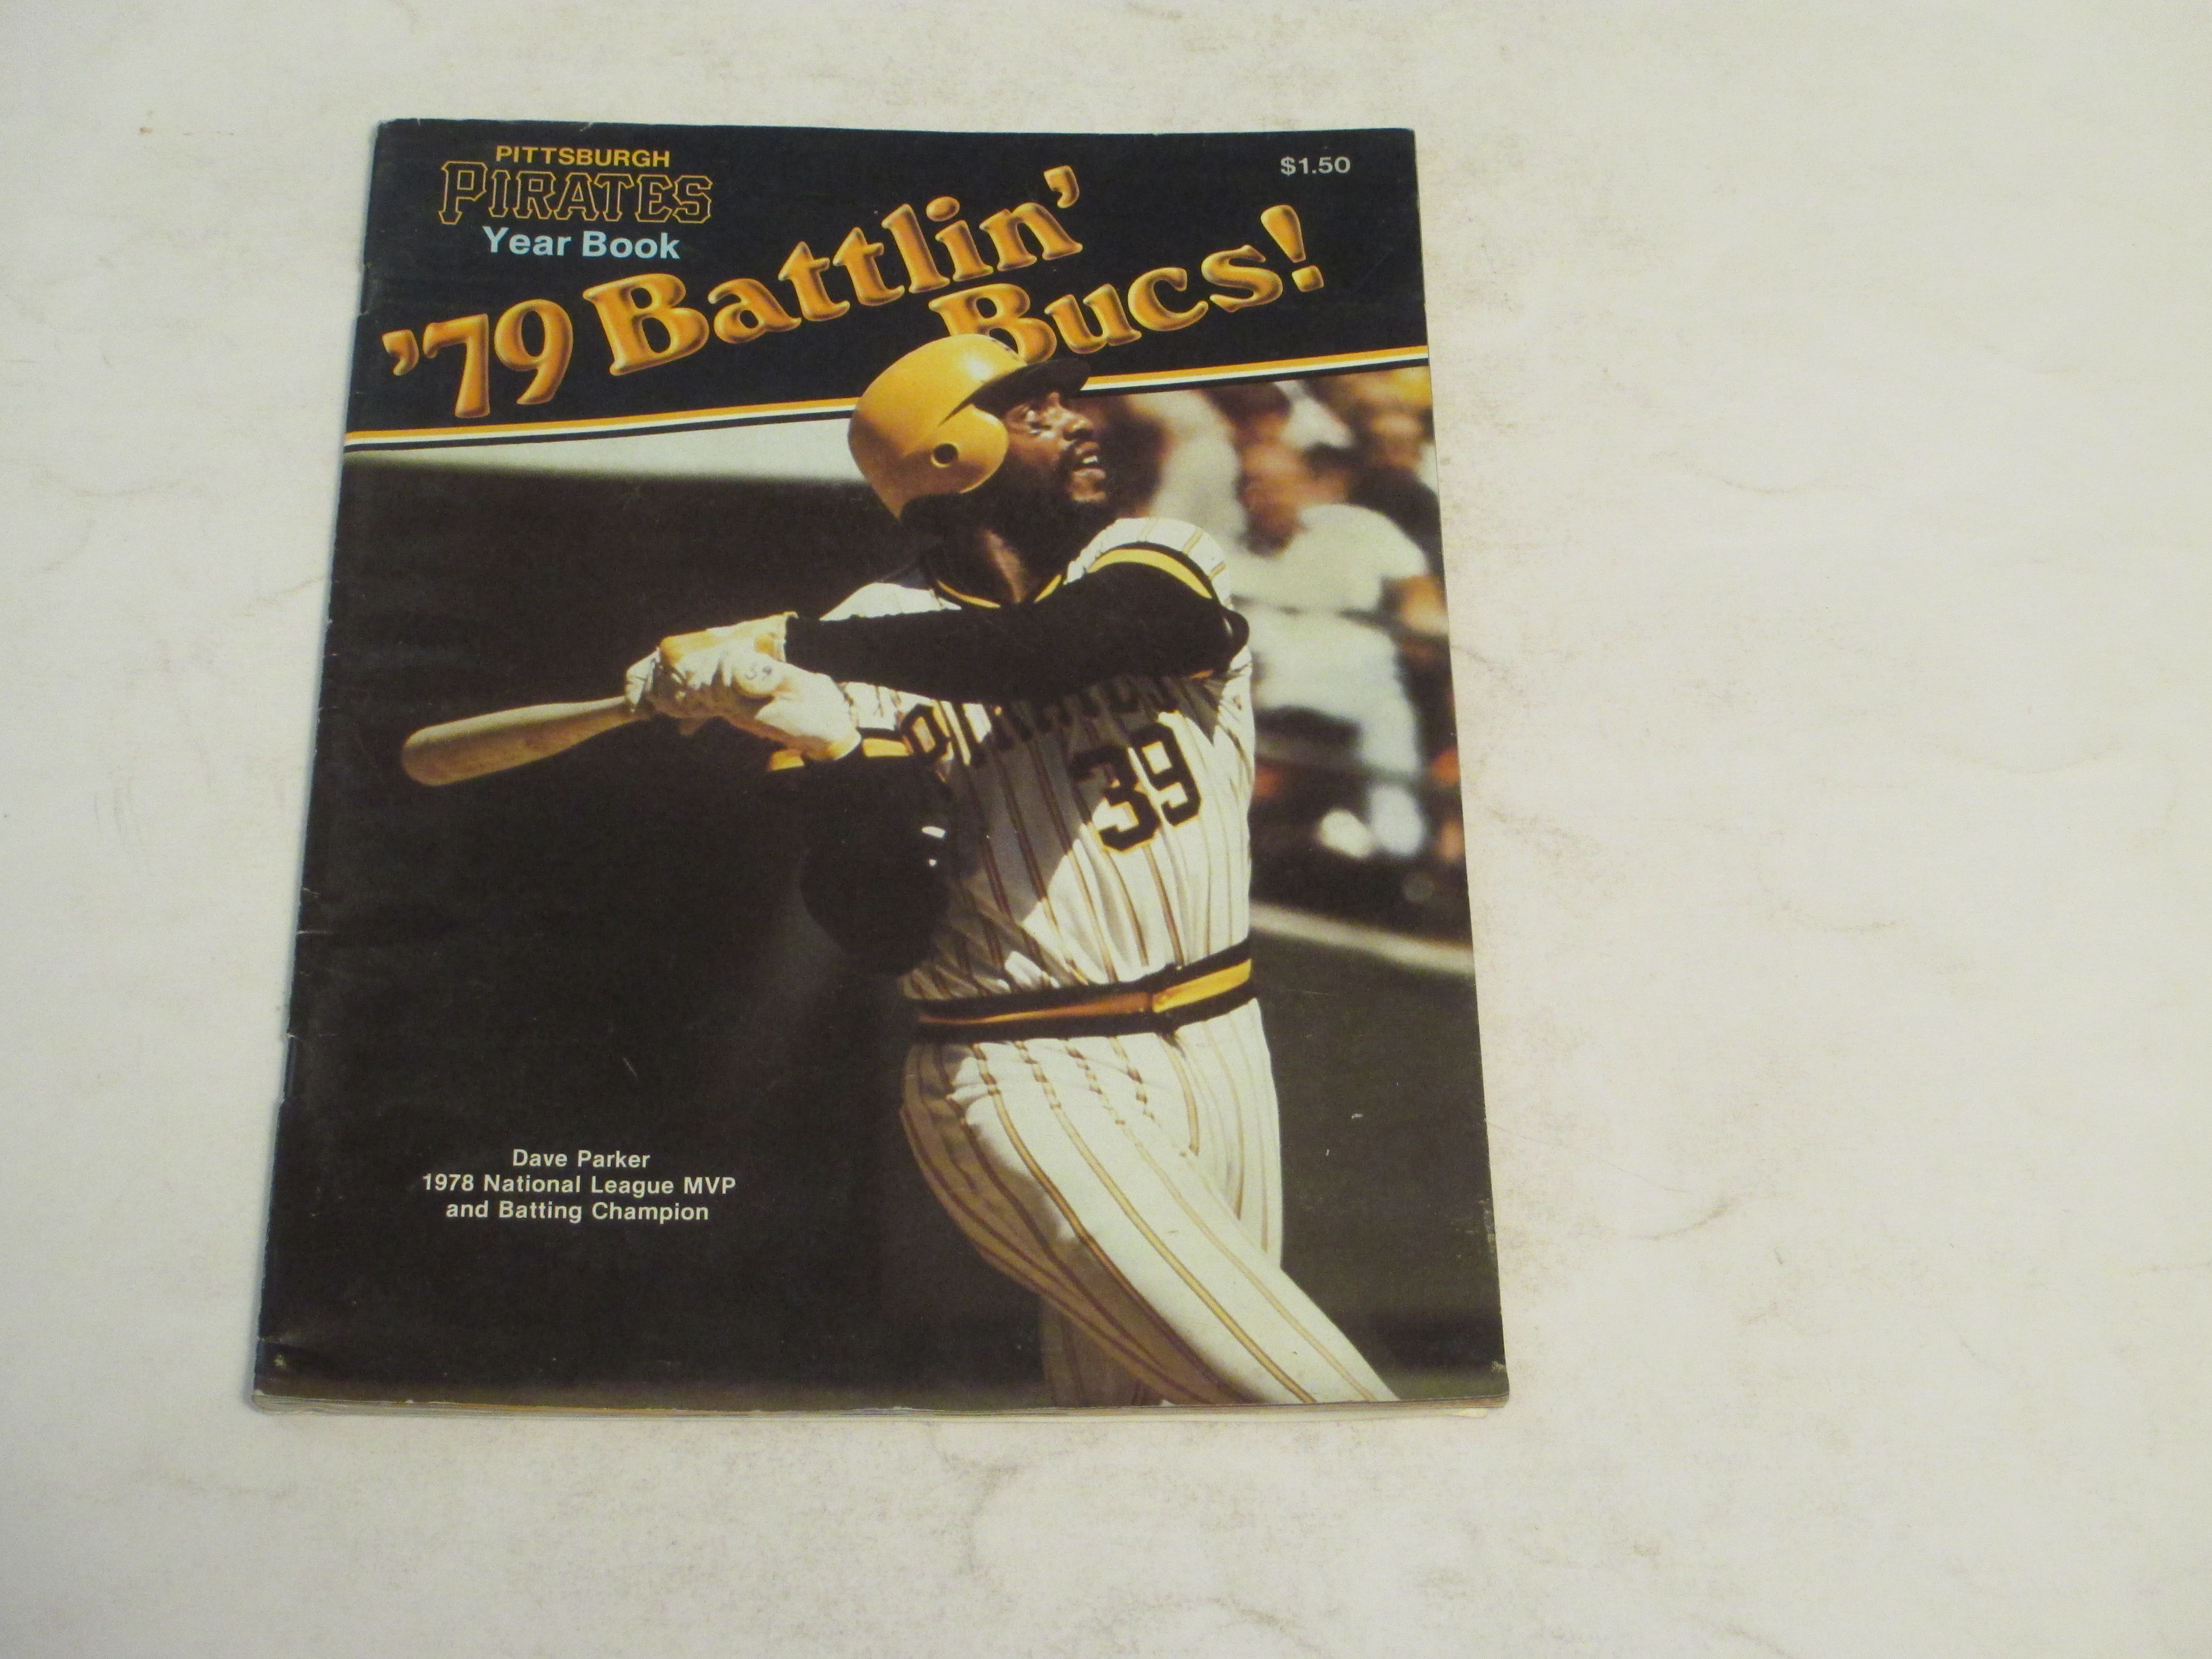 PITTSBURGH
PIRATES
Year Book
$1.50
'79 Battlin'
Bucs!
PIRATES
39
Dave Parker
1978 National League MVP
and Batting Champion